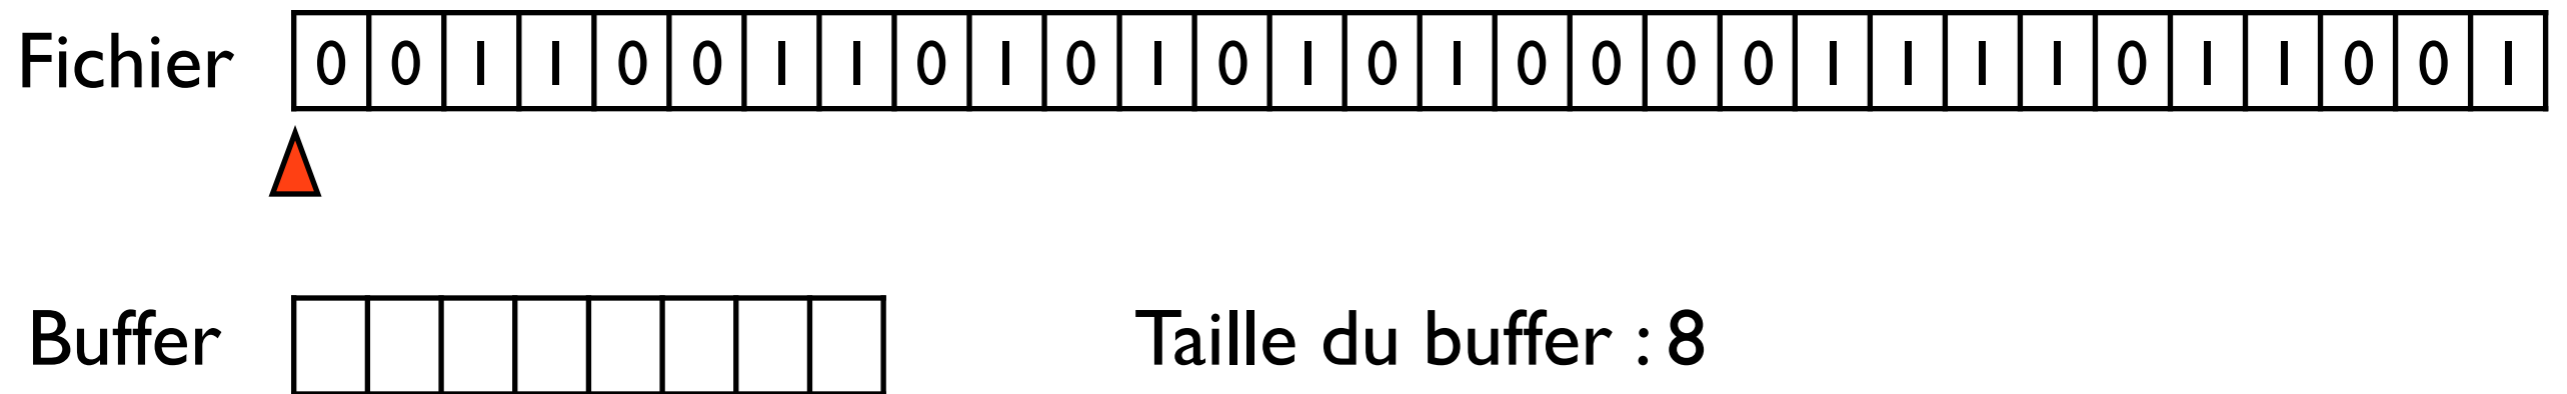 Fichier 0 0 1 1 0 0 1 1 0 1 0 1 0 1 0 1 0 0 0 0 1 1 1 1 0 1 1 0 0 1
Buffer Taille du buffer : 8